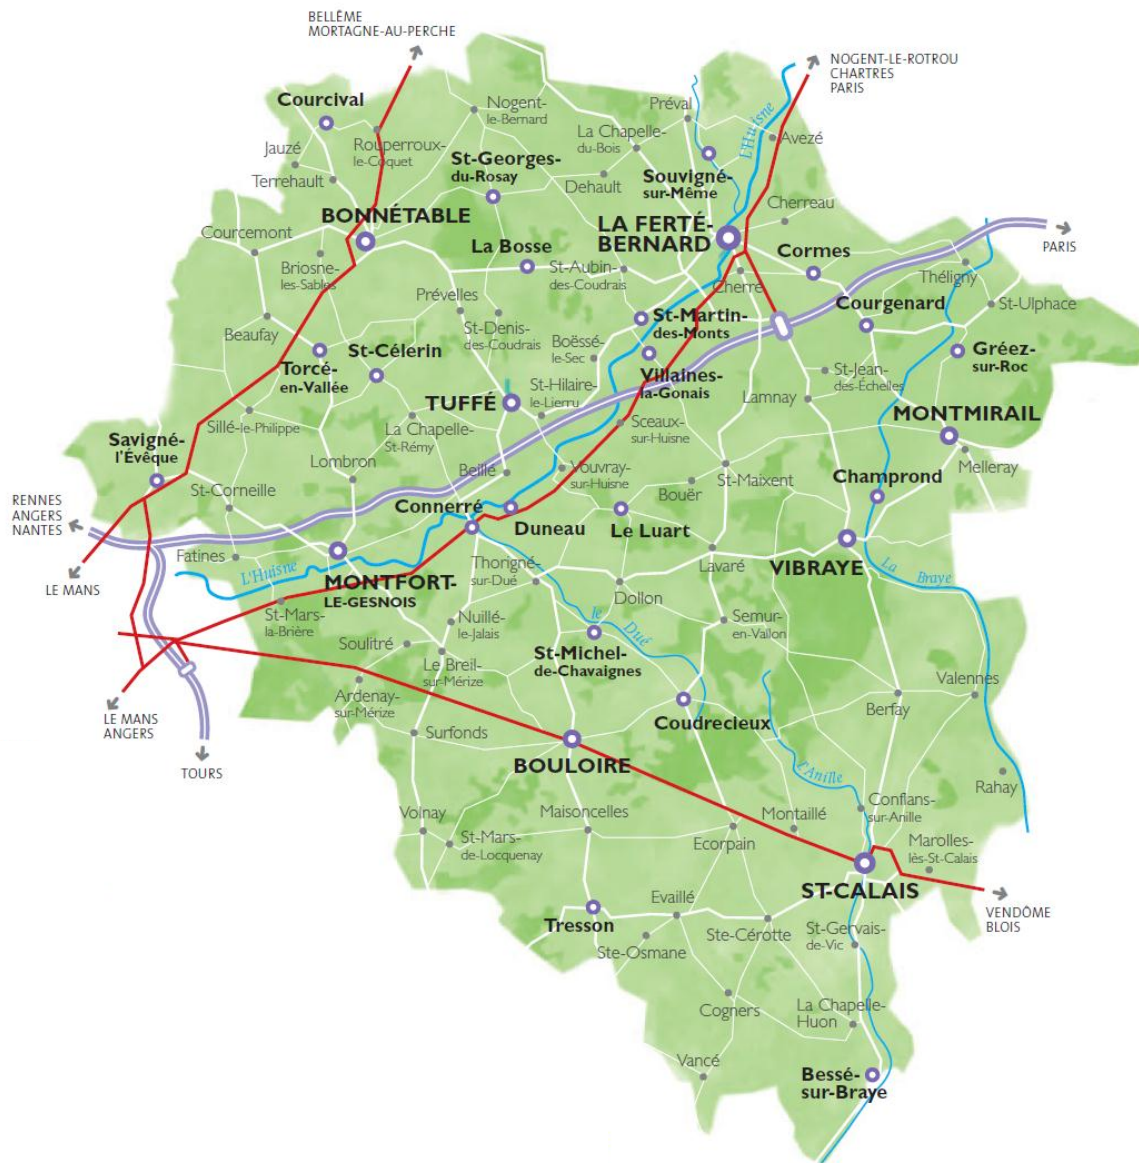 BELLÊME
MORTAGNE-AU-PERCHE
NOGENT-LE-ROTROU
CHARTRES
PARIS
Courcival
Nogent-
le-Bernard
Préval
L'Huisne
Jauzé
Rouperroux-
le-Coquet
La Chapelle-
du-Bois
Avezé
Terrehault
St-Georges-
du-Rosay
Dehault
Souvigné-
sur-Même
Cherreau
BONNÉTABLE
LA FERTÉ-
BERNARD
Courcemont
La Bosse
Cormes
PARIS
Briosne-
les-Sables
St-Aubin-
des-Coudrais
Cherré
Théligny
Prévelles
Courgenard
St-Ulphace
Beaufay
St-Denis-
des-Coudrais
St-Martin-
des-Monts
Boëssé-
le-Sec
St-Célerin
Torcé-
en-Vallée
Gréez-
sur-Roc
St-Hilaire-
le-Lierru
Villaines-
la-Gonais
St-Jean-
des-Échelles
Lamnay
TUFFÉ
MONTMIRAIL
Sillé-le-Philippe
La Chapelle-
St-Rémy
Sceaux-
sur-Huisne
Savigné-
l'Évêque
Lombron
Beillé
Vouvray-
sur-Huisne
Melleray
St-Corneille
Bouër
St-Maixent
Champrond
RENNES
ANGERS
NANTES
Connerré
Duneau
Le Luart
Fatines
L'Huisne
LE MANS
MONTFORT-
LE-GESNOIS
Thorigné-
sur-Dué
Lavaré
VIBRAYE
La Braye
St-Mars-
la-Brière
Dollon
le Dué
Nuillé-
le-Jalais
Semur-
en-Vallon
Soulitré
St-Michel-
de-Chavaignes
Le Breil-
sur-Mérize
Valennes
Ardenay-
sur-Mérize
Berfay
LE MANS
ANGERS
Coudrecieux
Surfonds
BOULOIRE
TOURS
L'Anille
Rahay
Volnay
Maisoncelles
Montaillé
Conflans-
sur-Anille
St-Mars-
de-Locquenay
Ecorpain
Marolles-
lès-St-Calais
ST-CALAIS
Evaillé
VENDÔME
BLOIS
Tresson
Ste-Cérotte
St-Gervais-
de-Vic
Ste-Osmane
Cogners
La Chapelle-
Huon
Vancé
Bessé-
sur-Braye